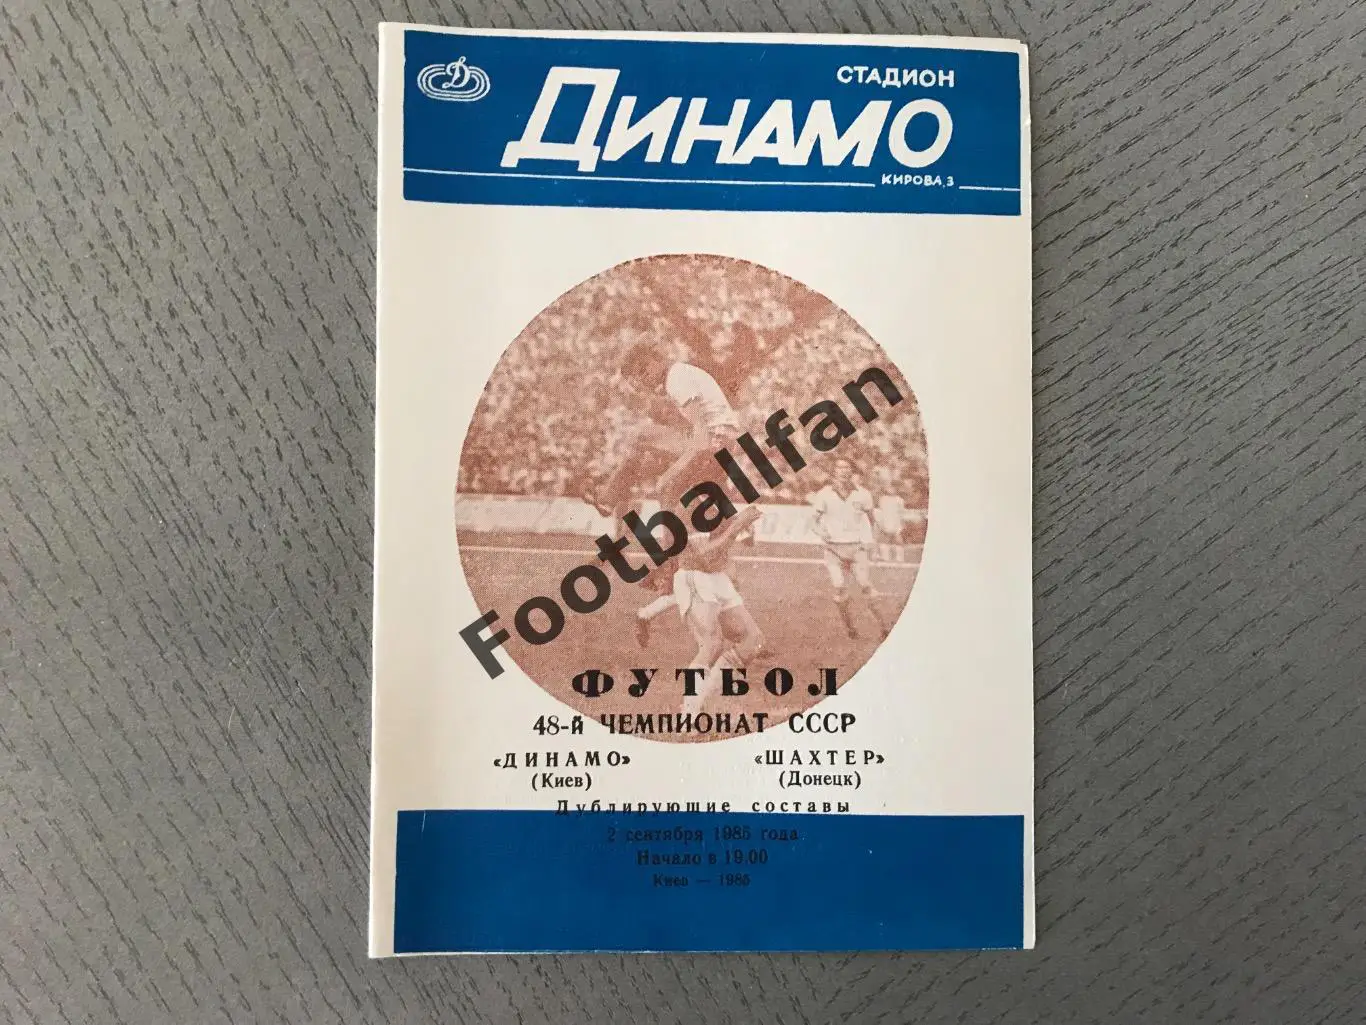 Д
СТАДИОН
ДИНАМО
КИРОВА, 3
Footballfan
ФУТБОЛ
48-й ЧЕМПИОНАТ СССР
«ДИНАМО» «ШАХТЕР»
(Киев) (Донецк)
Дублирующие составы
2 сентября 1985 года
Начало в 19.00
Киев — 1985